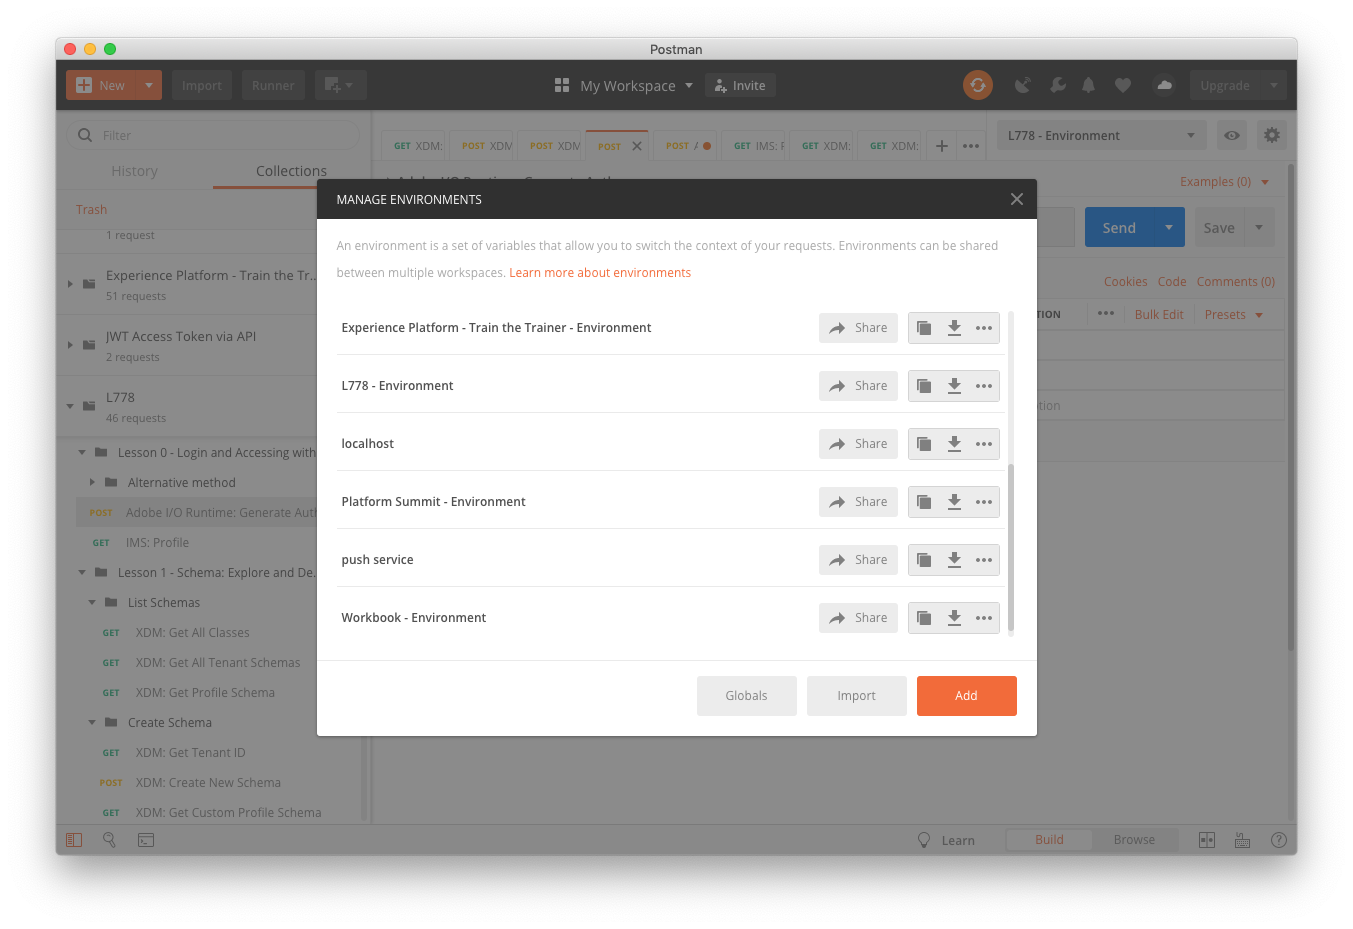 Postman
New
Import
Runner
My Workspace
Invite
Upgrade
Filter
History
Collections
Trash
1 request
Experience Platform - Train the Tr...
51 requests
JWT Access Token via API
2 requests
L778
46 requests
Lesson 0 - Login and Accessing with
Alternative method
POST Adobe I/O Runtime: Generate Auth
GET IMS: Profile
Lesson 1 - Schema: Explore and De...
List Schemas
GET XDM: Get All Classes
GET XDM: Get All Tenant Schemas
GET XDM: Get Profile Schema
Create Schema
GET XDM: Get Tenant ID
POST XDM: Create New Schema
GET XDM: Get Custom Profile Schema
GET XDM: POST XDM POST XDM POST POST GET IMS: GET XDM: GET XDM:
L778 - Environment
Examples (0)
Send
Save
Cookies Code Comments (0)
TION ••• Bulk Edit Presets
tion
MANAGE ENVIRONMENTS
An environment is a set of variables that allow you to switch the context of your requests. Environments can be shared
between multiple workspaces. Learn more about environments
Experience Platform - Train the Trainer - Environment Share
L778 - Environment Share
localhost Share
Platform Summit - Environment Share
push service Share
Workbook - Environment Share
Globals Import Add
Learn
Build
Browse